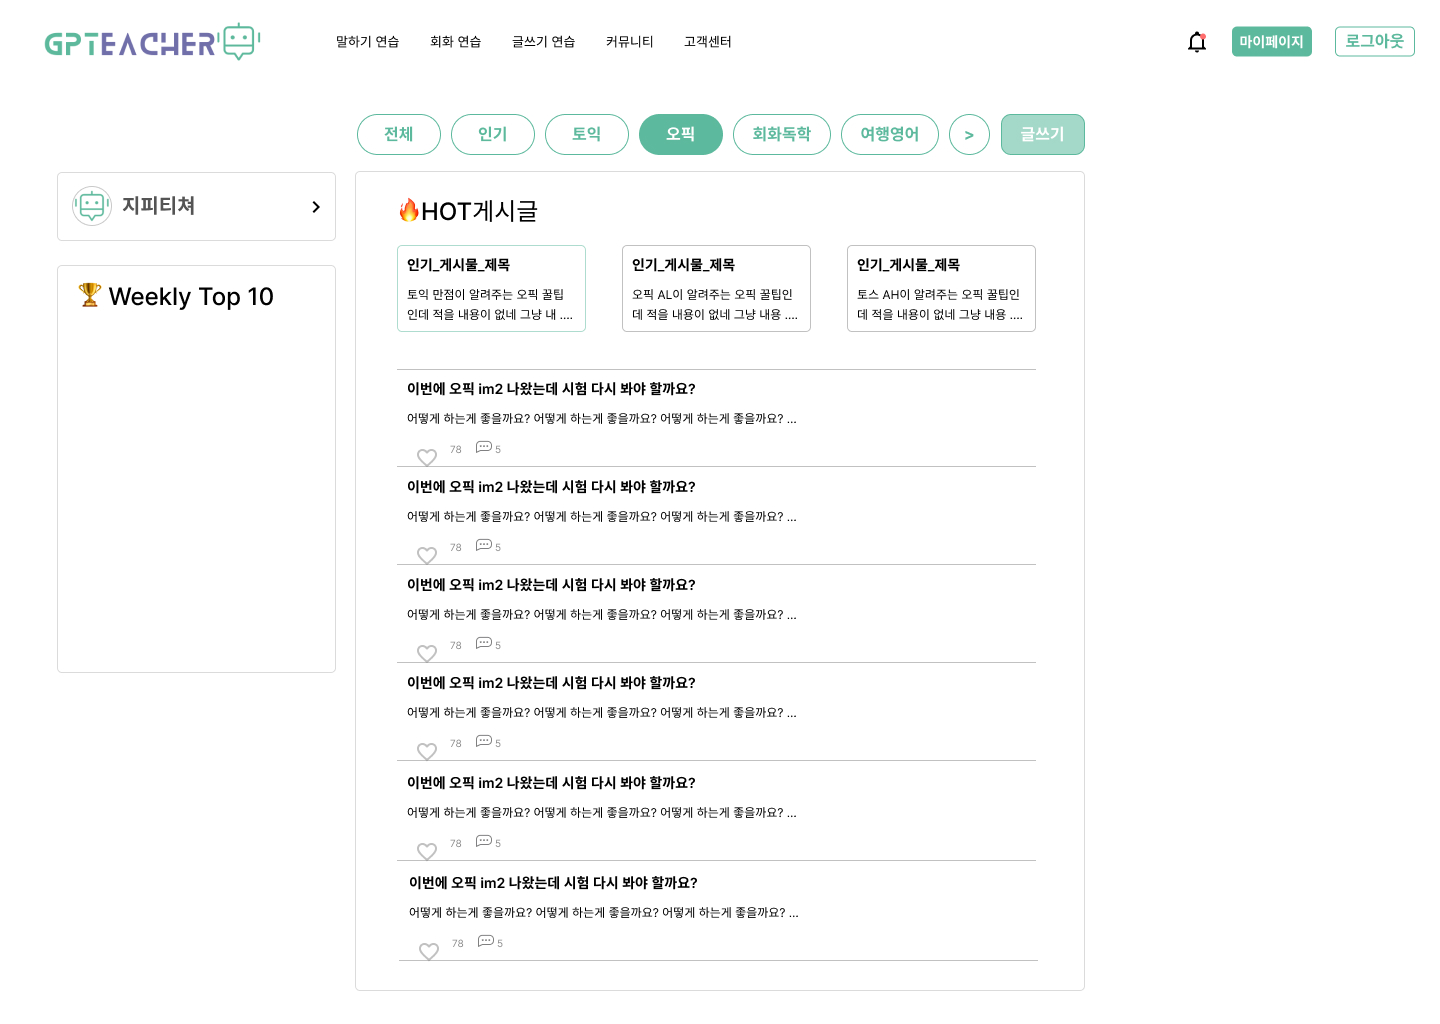 GPTEACHER
말하기 연습 회화 연습 글쓰기 연습 커뮤니티 고객센터
마이페이지 로그아웃
전체 인기 토익 오픽 회화독학 여행영어 > 글쓰기
지피티쳐
🏆 Weekly Top 10
🔥HOT게시글
인기_게시물_제목
토익 만점이 알려주는 오픽 꿀팁
인데 적을 내용이 없네 그냥 내 ....
인기_게시물_제목
오픽 AL이 알려주는 오픽 꿀팁인
데 적을 내용이 없네 그냥 내용 ....
인기_게시물_제목
토스 AH이 알려주는 오픽 꿀팁인
데 적을 내용이 없네 그냥 내용 ....
이번에 오픽 im2 나왔는데 시험 다시 봐야 할까요?
어떻게 하는게 좋을까요? 어떻게 하는게 좋을까요? 어떻게 하는게 좋을까요? ...
78 5
이번에 오픽 im2 나왔는데 시험 다시 봐야 할까요?
어떻게 하는게 좋을까요? 어떻게 하는게 좋을까요? 어떻게 하는게 좋을까요? ...
78 5
이번에 오픽 im2 나왔는데 시험 다시 봐야 할까요?
어떻게 하는게 좋을까요? 어떻게 하는게 좋을까요? 어떻게 하는게 좋을까요? ...
78 5
이번에 오픽 im2 나왔는데 시험 다시 봐야 할까요?
어떻게 하는게 좋을까요? 어떻게 하는게 좋을까요? 어떻게 하는게 좋을까요? ...
78 5
이번에 오픽 im2 나왔는데 시험 다시 봐야 할까요?
어떻게 하는게 좋을까요? 어떻게 하는게 좋을까요? 어떻게 하는게 좋을까요? ...
78 5
이번에 오픽 im2 나왔는데 시험 다시 봐야 할까요?
어떻게 하는게 좋을까요? 어떻게 하는게 좋을까요? 어떻게 하는게 좋을까요? ...
78 5